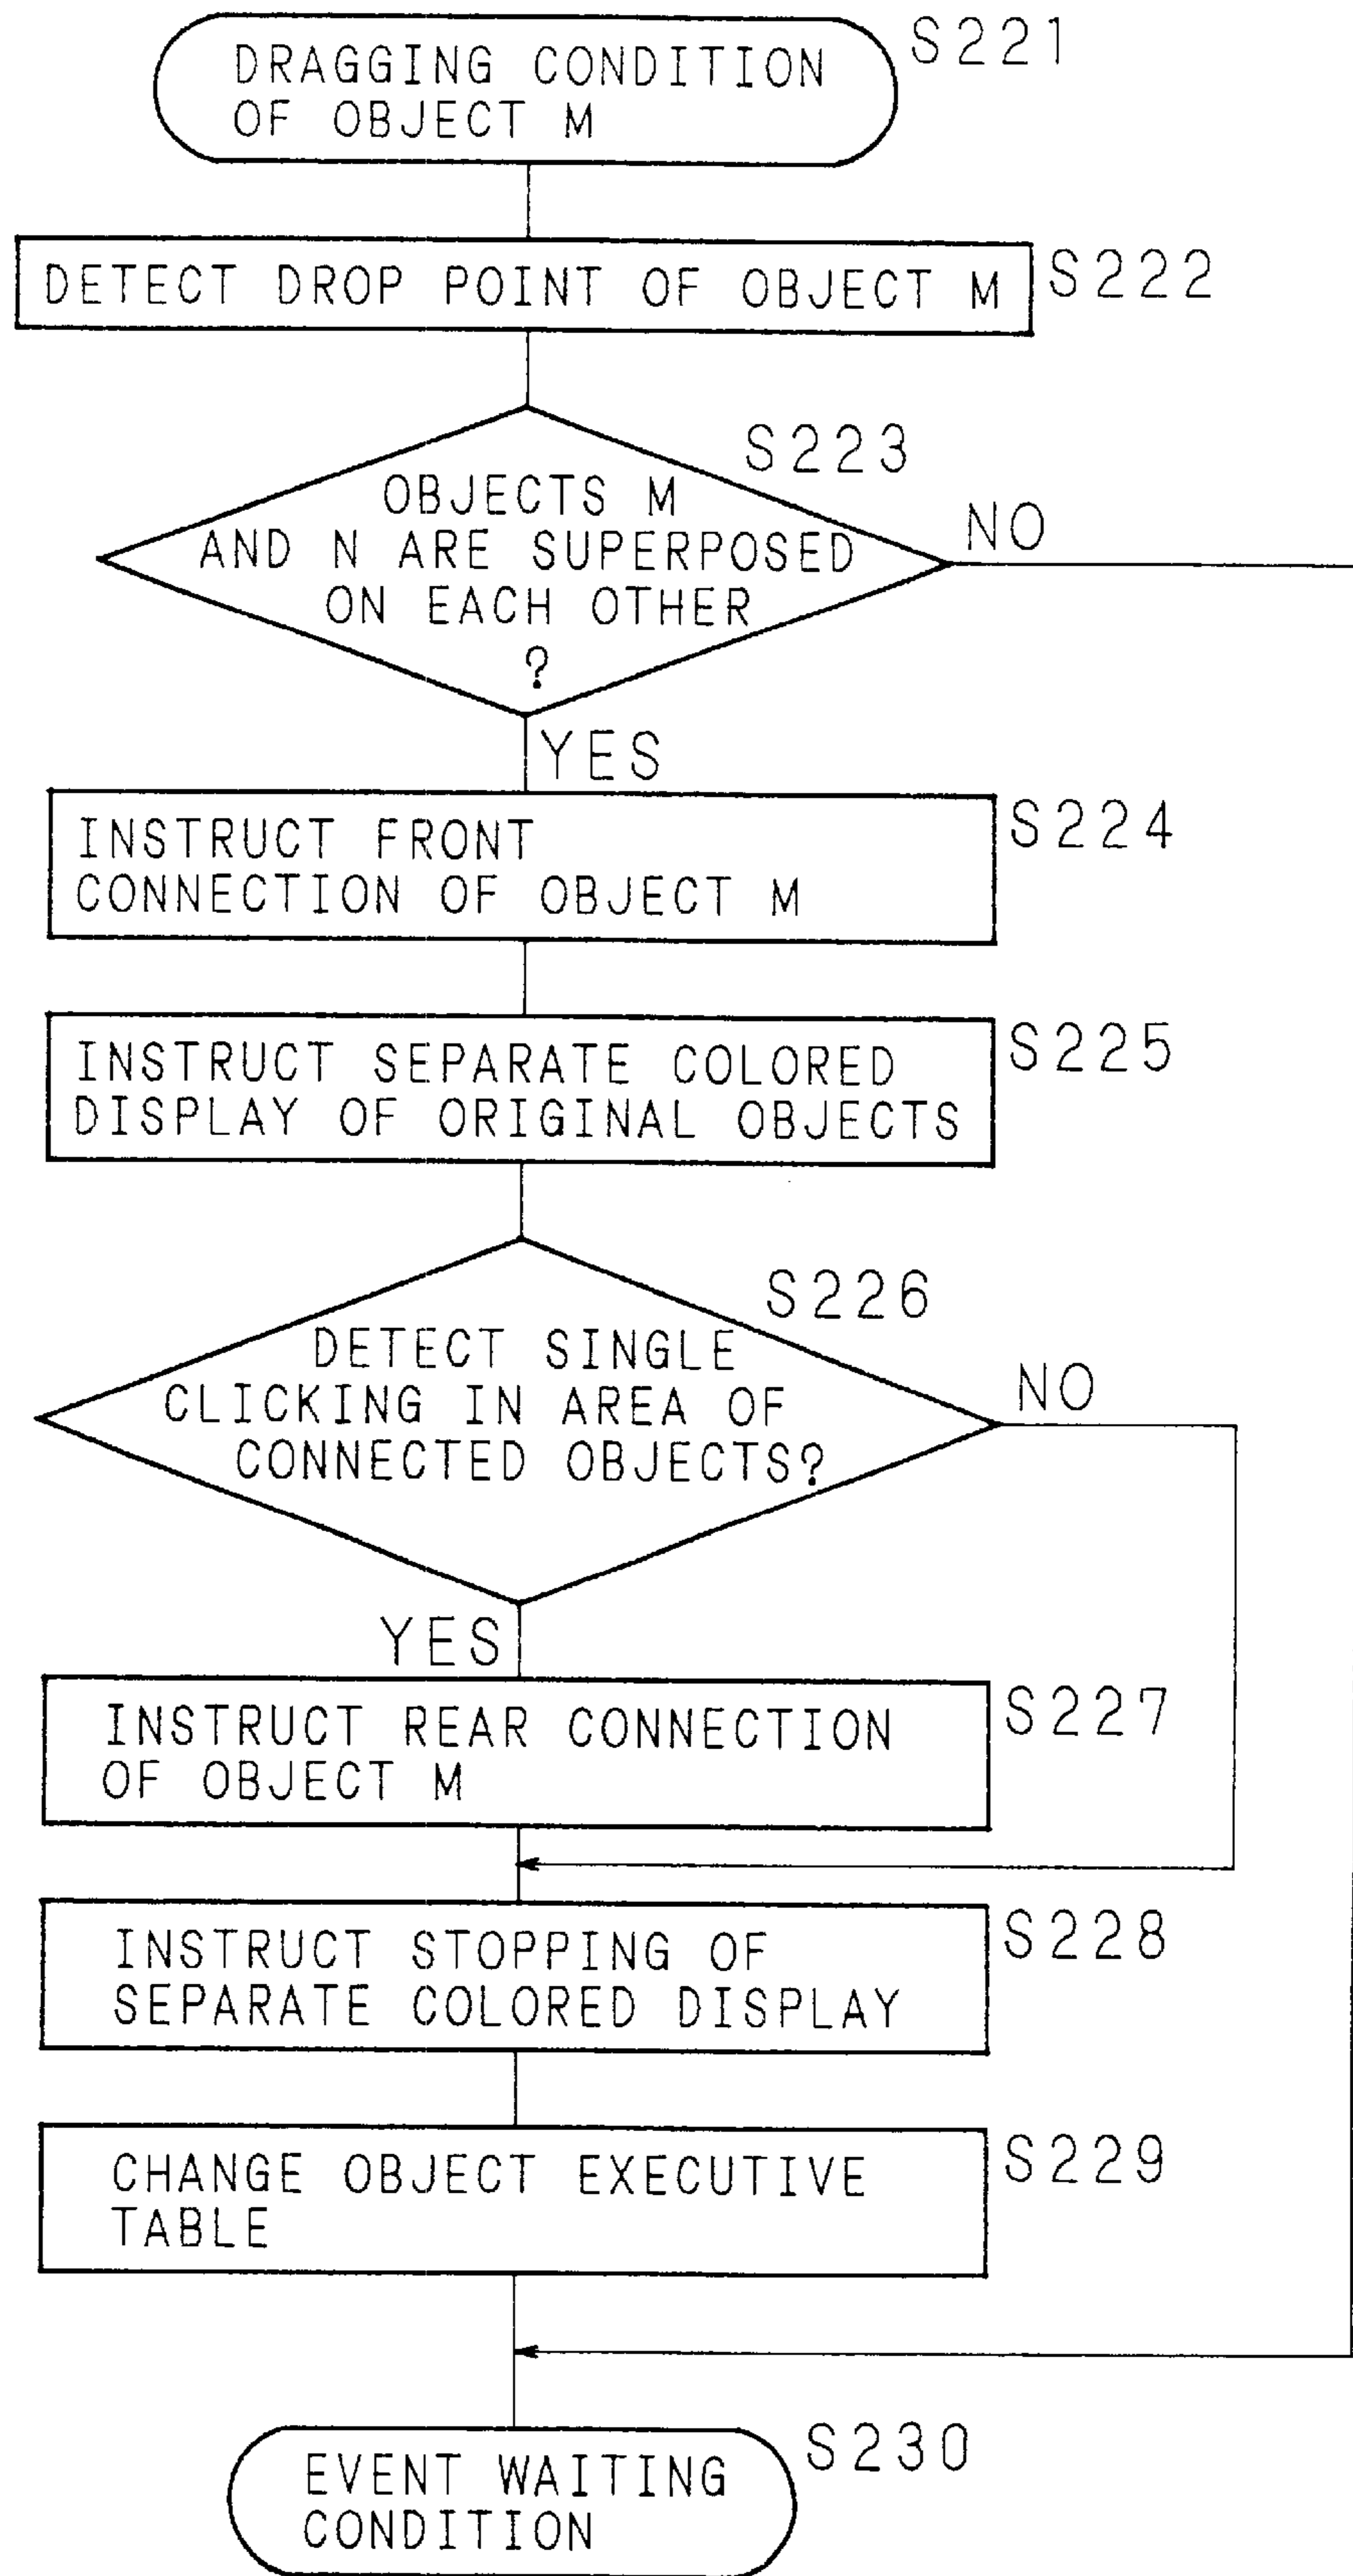 DRAGGING CONDITION
OF OBJECT M
S221
DETECT DROP POINT OF OBJECT M
S222
S223
OBJECTS M
AND N ARE SUPERPOSED
ON EACH OTHER
?
NO
YES
INSTRUCT FRONT
CONNECTION OF OBJECT M
S224
INSTRUCT SEPARATE COLORED
DISPLAY OF ORIGINAL OBJECTS
S225
S226
DETECT SINGLE
CLICKING IN AREA OF
CONNECTED OBJECTS?
NO
YES
INSTRUCT REAR CONNECTION
OF OBJECT M
S227
INSTRUCT STOPPING OF
SEPARATE COLORED DISPLAY
S228
CHANGE OBJECT EXECUTIVE
TABLE
S229
EVENT WAITING
CONDITION
S230